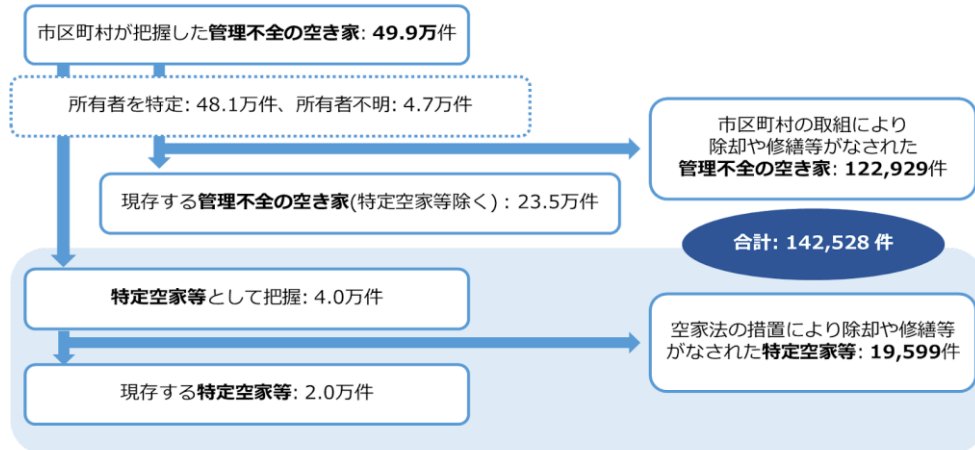 市区町村が把握した管理不全の空き家: 49.9万件
所有者を特定: 48.1万件、所有者不明: 4.7万件
市区町村の取組により
除却や修繕等がなされた
管理不全の空き家: 122,929件
現存する管理不全の空き家(特定空家等除く) : 23.5万件
合計: 142,528 件
特定空家等として把握: 4.0万件
空家法の措置により除却や修繕等
がなされた特定空家等: 19,599件
現存する特定空家等: 2.0万件